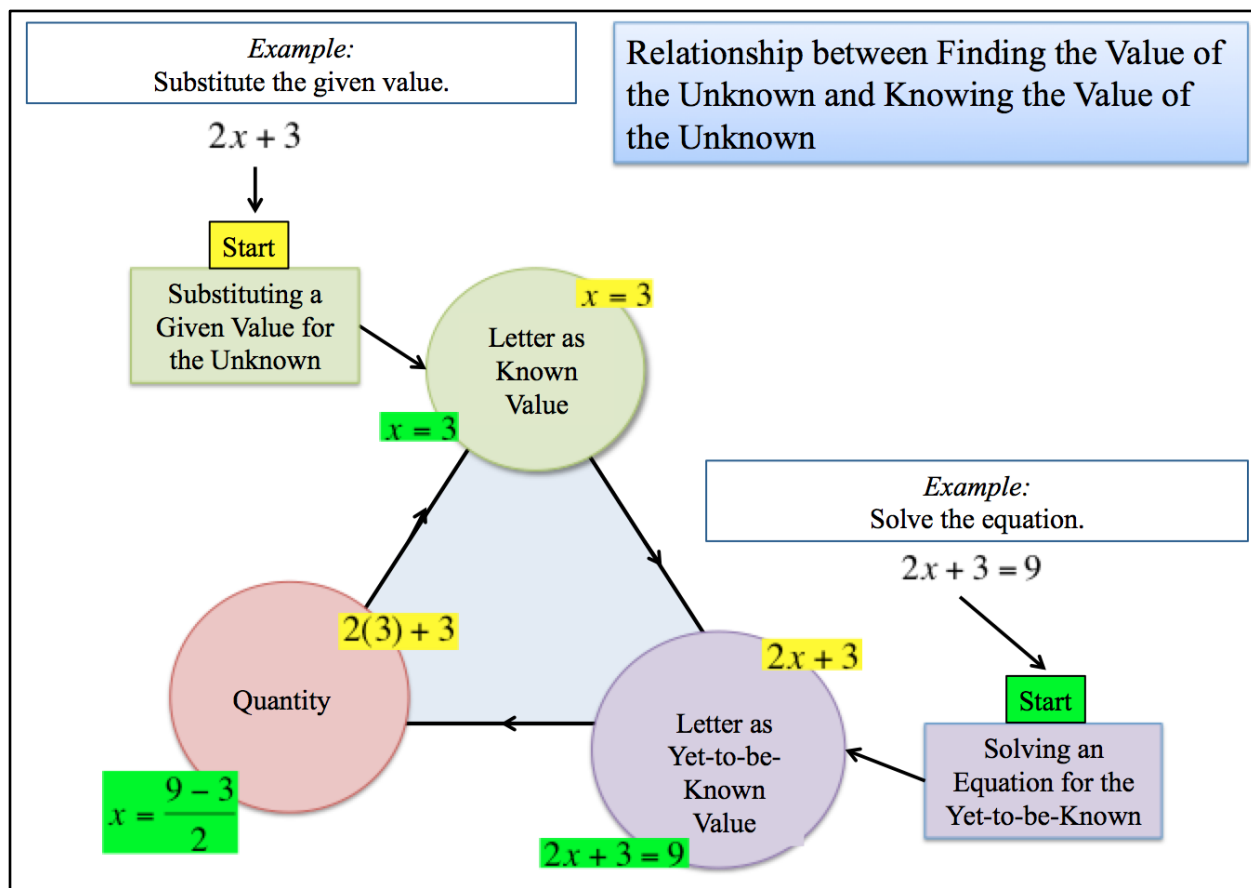 Example:
Substitute the given value.
2x + 3
Relationship between Finding the Value of
the Unknown and Knowing the Value of
the Unknown
Start
Substituting a
Given Value for
the Unknown
x = 3
Letter as
Known
Value
x = 3
Example:
Solve the equation.
2x + 3 = 9
2(3) + 3
Quantity
x = \frac{9 - 3}{2}
2x + 3
Letter as
Yet-to-be-
Known
Value
2x + 3 = 9
Start
Solving an
Equation for the
Yet-to-be-Known